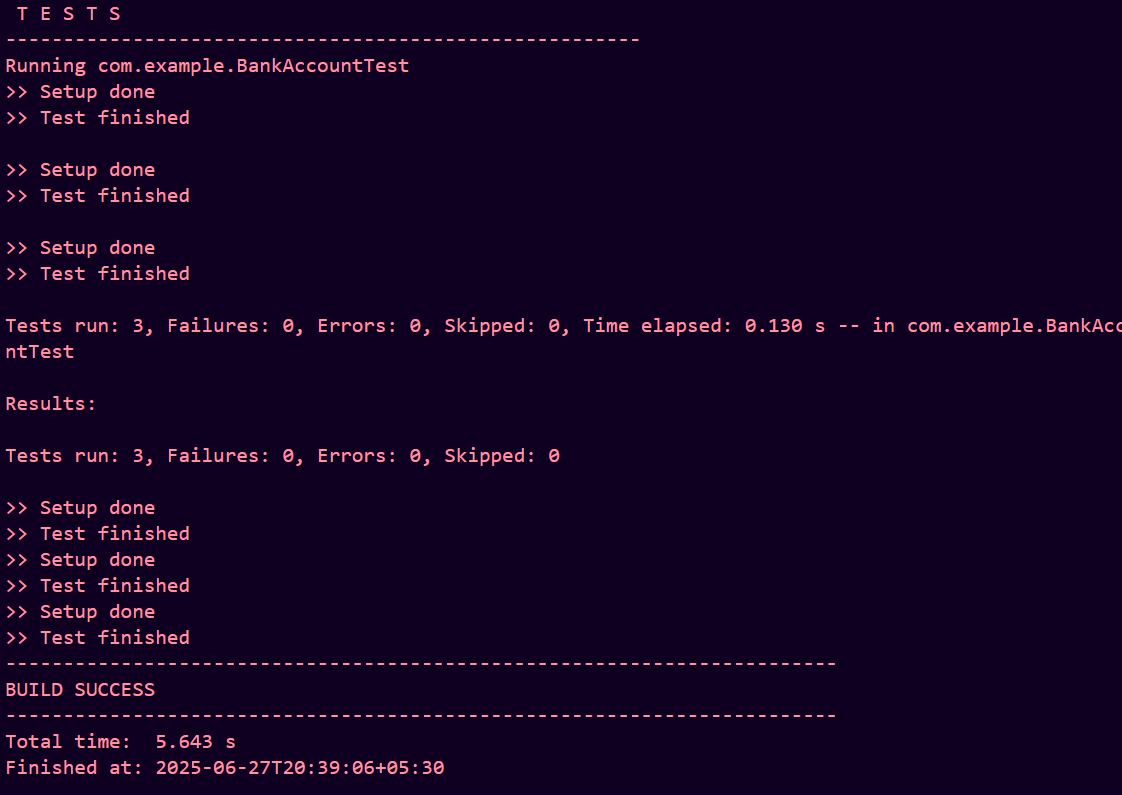 T E S T S
-------------------------------------------------------
Running com.example.BankAccountTest
>> Setup done
>> Test finished
>> Setup done
>> Test finished
>> Setup done
>> Test finished
Tests run: 3, Failures: 0, Errors: 0, Skipped: 0, Time elapsed: 0.130 s -- in com.example.BankAcc
ntTest
Results:
Tests run: 3, Failures: 0, Errors: 0, Skipped: 0
>> Setup done
>> Test finished
>> Setup done
>> Test finished
>> Setup done
>> Test finished
------------------------------------------------------------------------
BUILD SUCCESS
------------------------------------------------------------------------
Total time:  5.643 s
Finished at: 2025-06-27T20:39:06+05:30